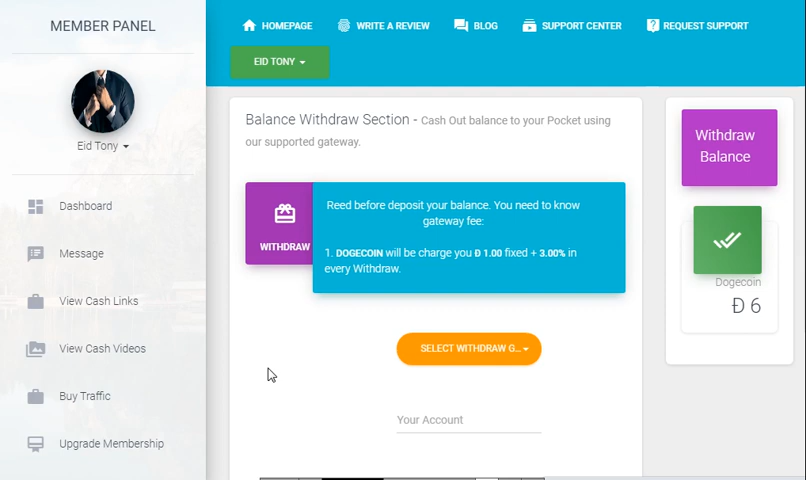 MEMBER PANEL
Eid Tony
Dashboard
Message
View Cash Links
View Cash Videos
Buy Traffic
Upgrade Membership
HOMEPAGE
WRITE A REVIEW
BLOG
SUPPORT CENTER
REQUEST SUPPORT
EID TONY
Balance Withdraw Section - Cash Out balance to your Pocket using
our supported gateway.
WITHDRAW
Reed before deposit your balance. You need to know
gateway fee:
1. DOGECOIN will be charge you Đ 1.00 fixed + 3.00% in
every Withdraw.
SELECT WITHDRAW G...
Your Account
Withdraw
Balance
Dogecoin
Đ 6